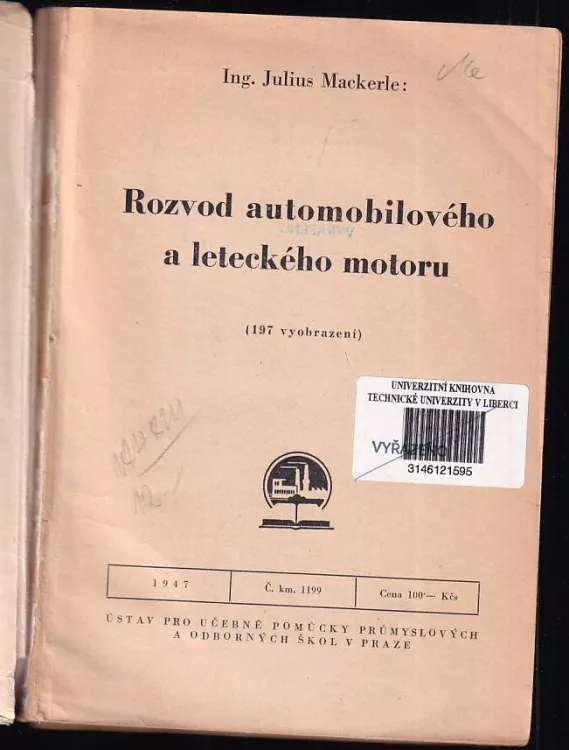 Ing. Julius Mackerle:
Rozvod automobilového
VYŘAZENO
a leteckého motoru
(197 vyobrazení)
UNIVERZITNÍ KNIHOVNA
TECHNICKÉ UNIVERZITY V LIBERCI
VYŘAZENO
3146121595
1947
Č. km. 1199
Cena 100·— Kčs
ÚSTAV PRO UČEBNÉ POMŮCKY PRŮMYSLOVÝCH
A ODBORNÝCH ŠKOL V PRAZE